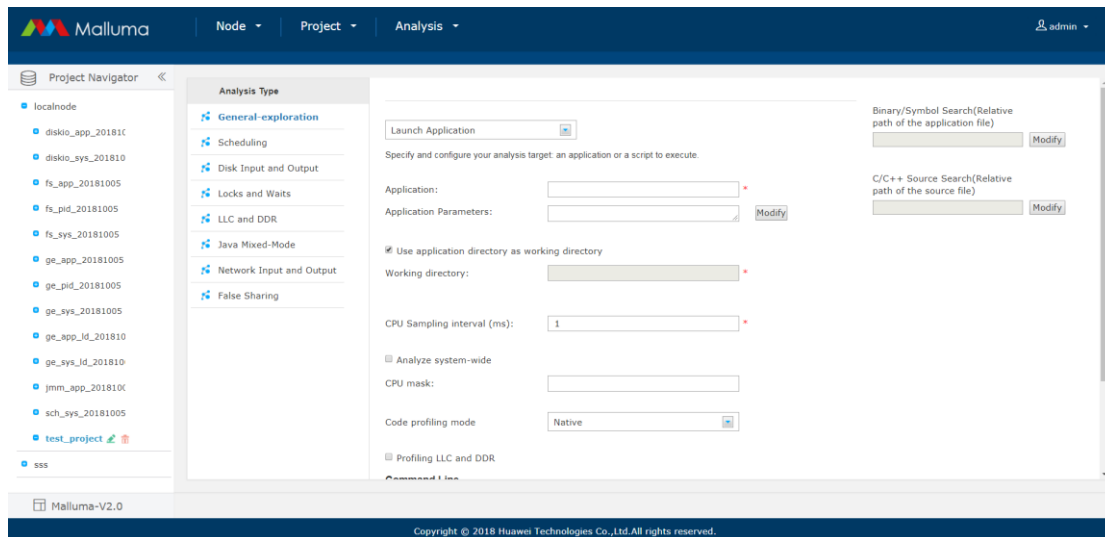 Malluma
Node
Project
Analysis
admin
Project Navigator
localnode
diskio_app_20181
diskio_sys_201810
fs_app_20181005
fs_pid_20181005
fs_sys_20181005
ge_app_20181005
ge_pid_20181005
ge_sys_20181005
ge_app_ld_201810
ge_sys_ld_201810
jmm_app_20181
sch_sys_20181005
test_project
sss
Malluma-V2.0
Analysis Type
General-exploration
Scheduling
Disk Input and Output
Locks and Waits
LLC and DDR
Java Mixed-Mode
Network Input and Output
False Sharing
Launch Application
Specify and configure your analysis target: an application or a script to execute.
Application: *
Application Parameters: Modify
Use application directory as working directory
Working directory: *
CPU Sampling interval (ms): 1 *
Analyze system-wide
CPU mask:
Code profiling mode Native
Profiling LLC and DDR
Command Line
Binary/Symbol Search(Relative
path of the application file)
Modify
C/C++ Source Search(Relative
path of the source file)
Modify
Copyright © 2018 Huawei Technologies Co.,Ltd.All rights reserved.